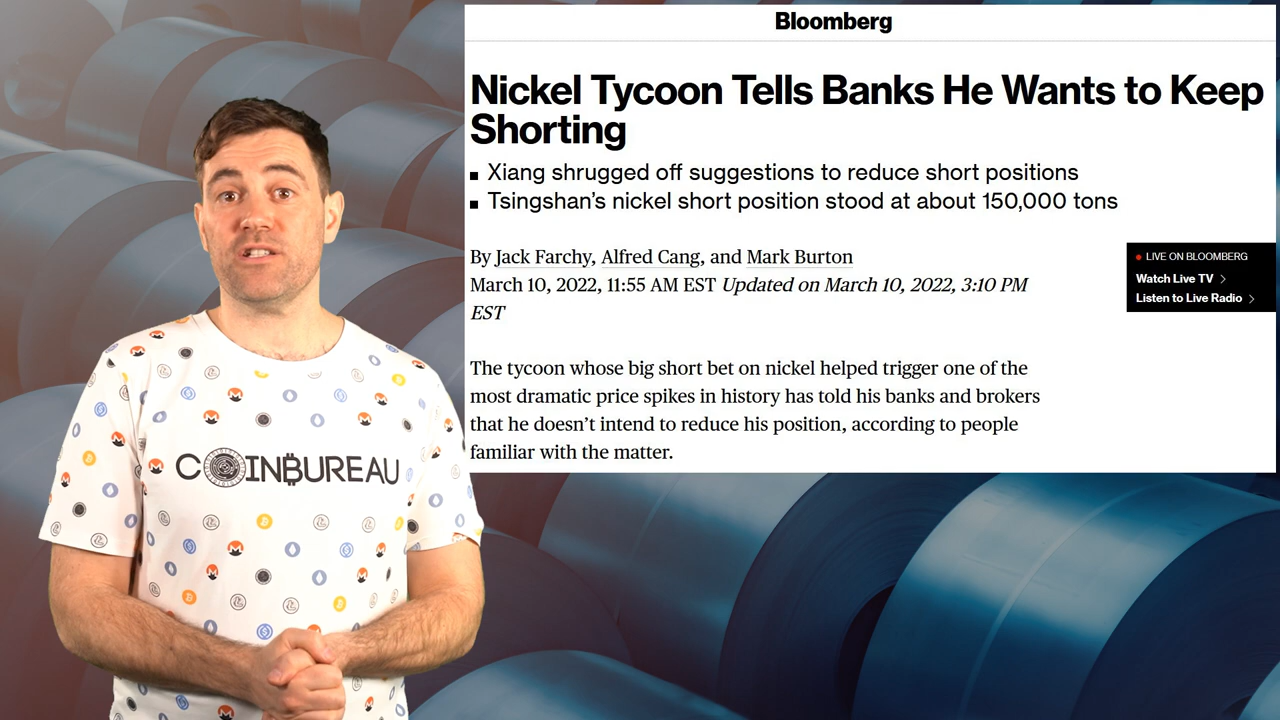 Bloomberg
Nickel Tycoon Tells Banks He Wants to Keep
Shorting
Xiang shrugged off suggestions to reduce short positions
Tsingshan’s nickel short position stood at about 150,000 tons
By Jack Farchy, Alfred Cang, and Mark Burton
March 10, 2022, 11:55 AM EST Updated on March 10, 2022, 3:10 PM
EST
LIVE ON BLOOMBERG
Watch Live TV
Listen to Live Radio
The tycoon whose big short bet on nickel helped trigger one of the
most dramatic price spikes in history has told his banks and brokers
that he doesn’t intend to reduce his position, according to people
familiar with the matter.
COINBUREAU